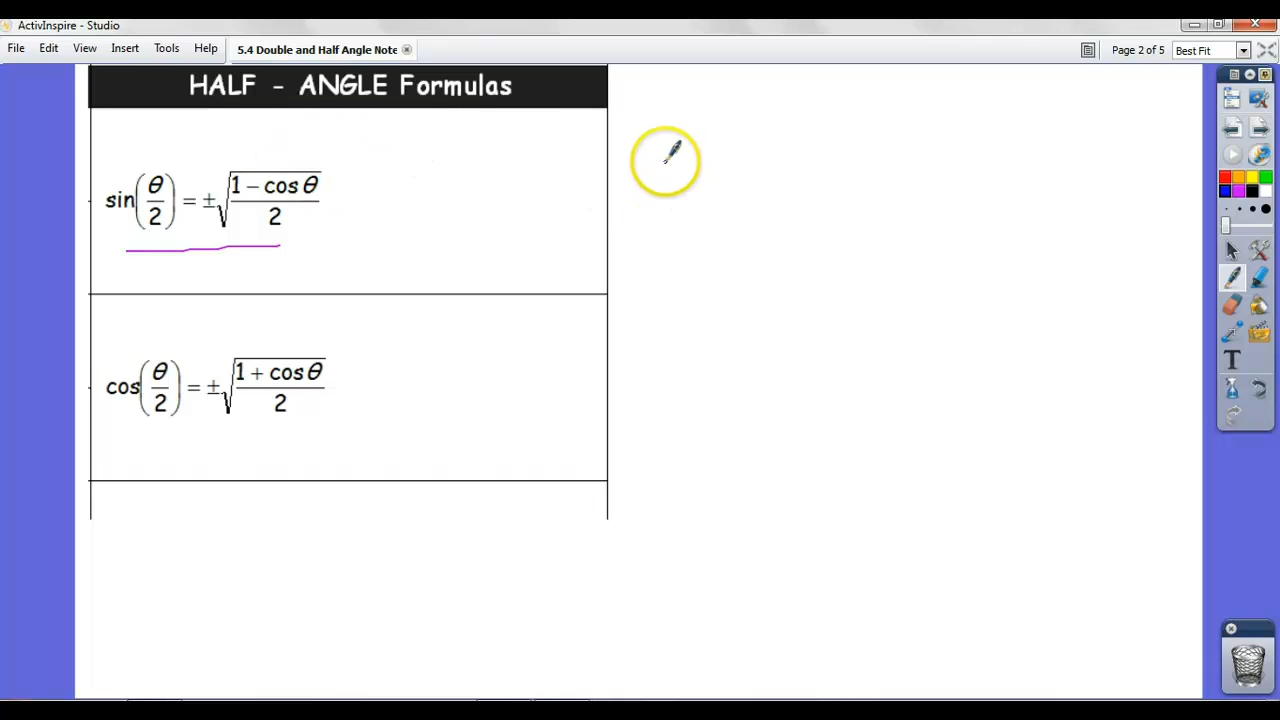 ActivInspire - Studio
File Edit View Insert Tools Help
5.4 Double and Half Angle Note
Page 2 of 5
Best Fit
HALF - ANGLE Formulas
sin(θ/2) = ±√((1 − cos θ)/2)
cos(θ/2) = ±√((1 + cos θ)/2)
T